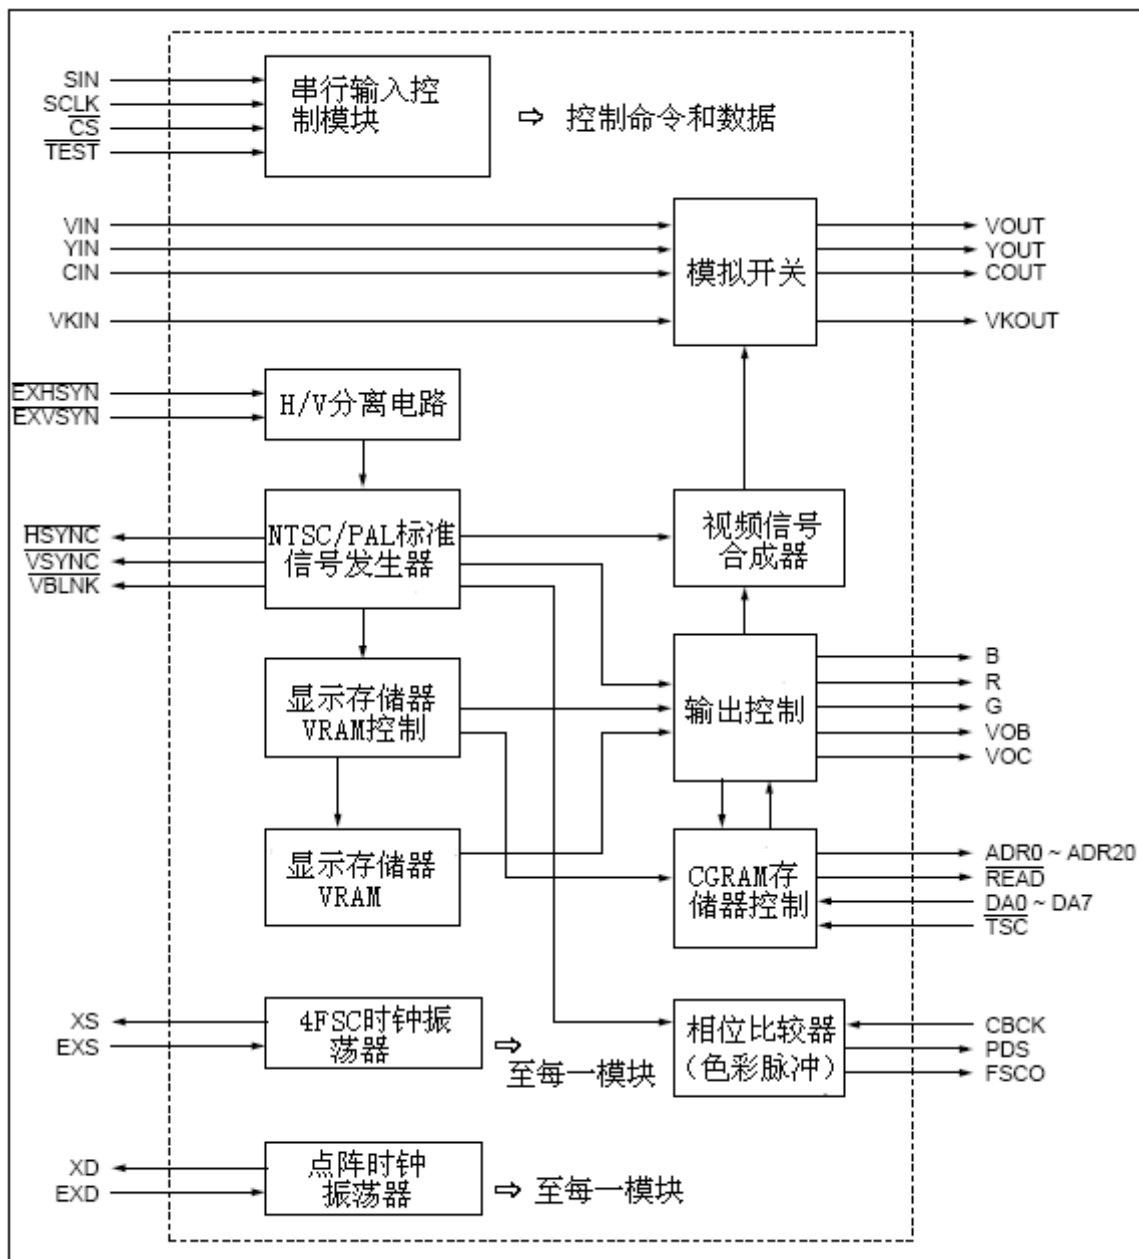 SIN
SCLK
CS
TEST
串行输入控
制模块
⇨ 控制命令和数据
VIN
YIN
CIN
VKIN
模拟开关
VOUT
YOUT
COUT
VKOUT
EXHSYN
EXVSYN
H/V分离电路
HSYNC
VSYNC
VBLNK
NTSC/PAL标准
信号发生器
视频信号
合成器
显示存储器
VRAM控制
输出控制
B
R
G
VOB
VOC
显示存储器
VRAM
CGRAM存
储器控制
ADR0 ~ ADR20
READ
DA0 ~ DA7
TSC
XS
EXS
4FSC时钟振
荡器
⇨
至每一模块
相位比较器
(色彩脉冲)
CBCK
PDS
FSCO
XD
EXD
点阵时钟
振荡器
⇨ 至每一模块